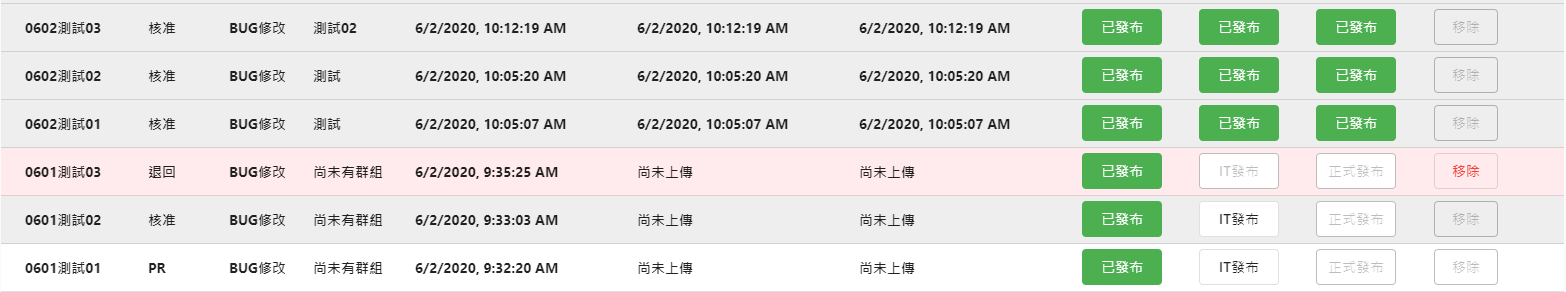 0602測試03 核准 BUG修改 測試02 6/2/2020, 10:12:19 AM 6/2/2020, 10:12:19 AM 6/2/2020, 10:12:19 AM 已發布 已發布 已發布 移除
0602測試02 核准 BUG修改 測試 6/2/2020, 10:05:20 AM 6/2/2020, 10:05:20 AM 6/2/2020, 10:05:20 AM 已發布 已發布 已發布 移除
0602測試01 核准 BUG修改 測試 6/2/2020, 10:05:07 AM 6/2/2020, 10:05:07 AM 6/2/2020, 10:05:07 AM 已發布 已發布 已發布 移除
0601測試03 退回 BUG修改 尚未有群組 6/2/2020, 9:35:25 AM 尚未上傳 尚未上傳 已發布 IT發布 正式發布 移除
0601測試02 核准 BUG修改 尚未有群組 6/2/2020, 9:33:03 AM 尚未上傳 尚未上傳 已發布 IT發布 正式發布 移除
0601測試01 PR BUG修改 尚未有群組 6/2/2020, 9:32:20 AM 尚未上傳 尚未上傳 已發布 IT發布 正式發布 移除